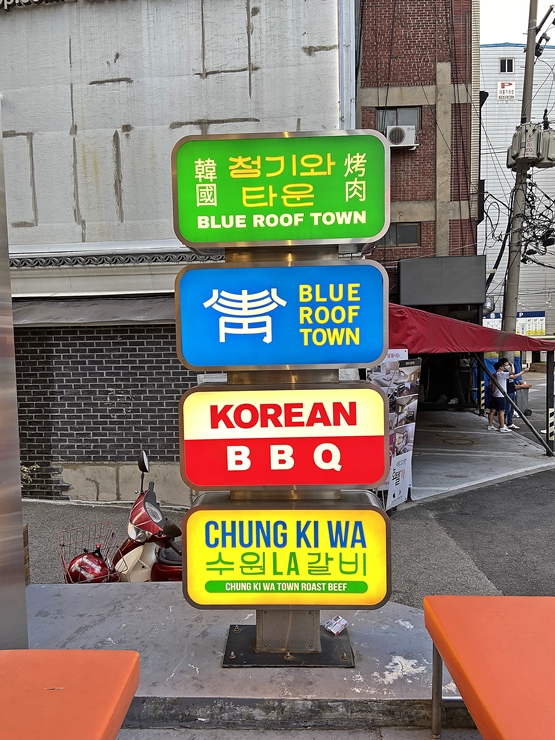 韓國
청기와
타운
烤肉
BLUE ROOF TOWN
BLUE
ROOF
TOWN
KOREAN
BBQ
CHUNG KI WA
수원LA갈비
CHUNG KI WA TOWN ROAST BEEF
P